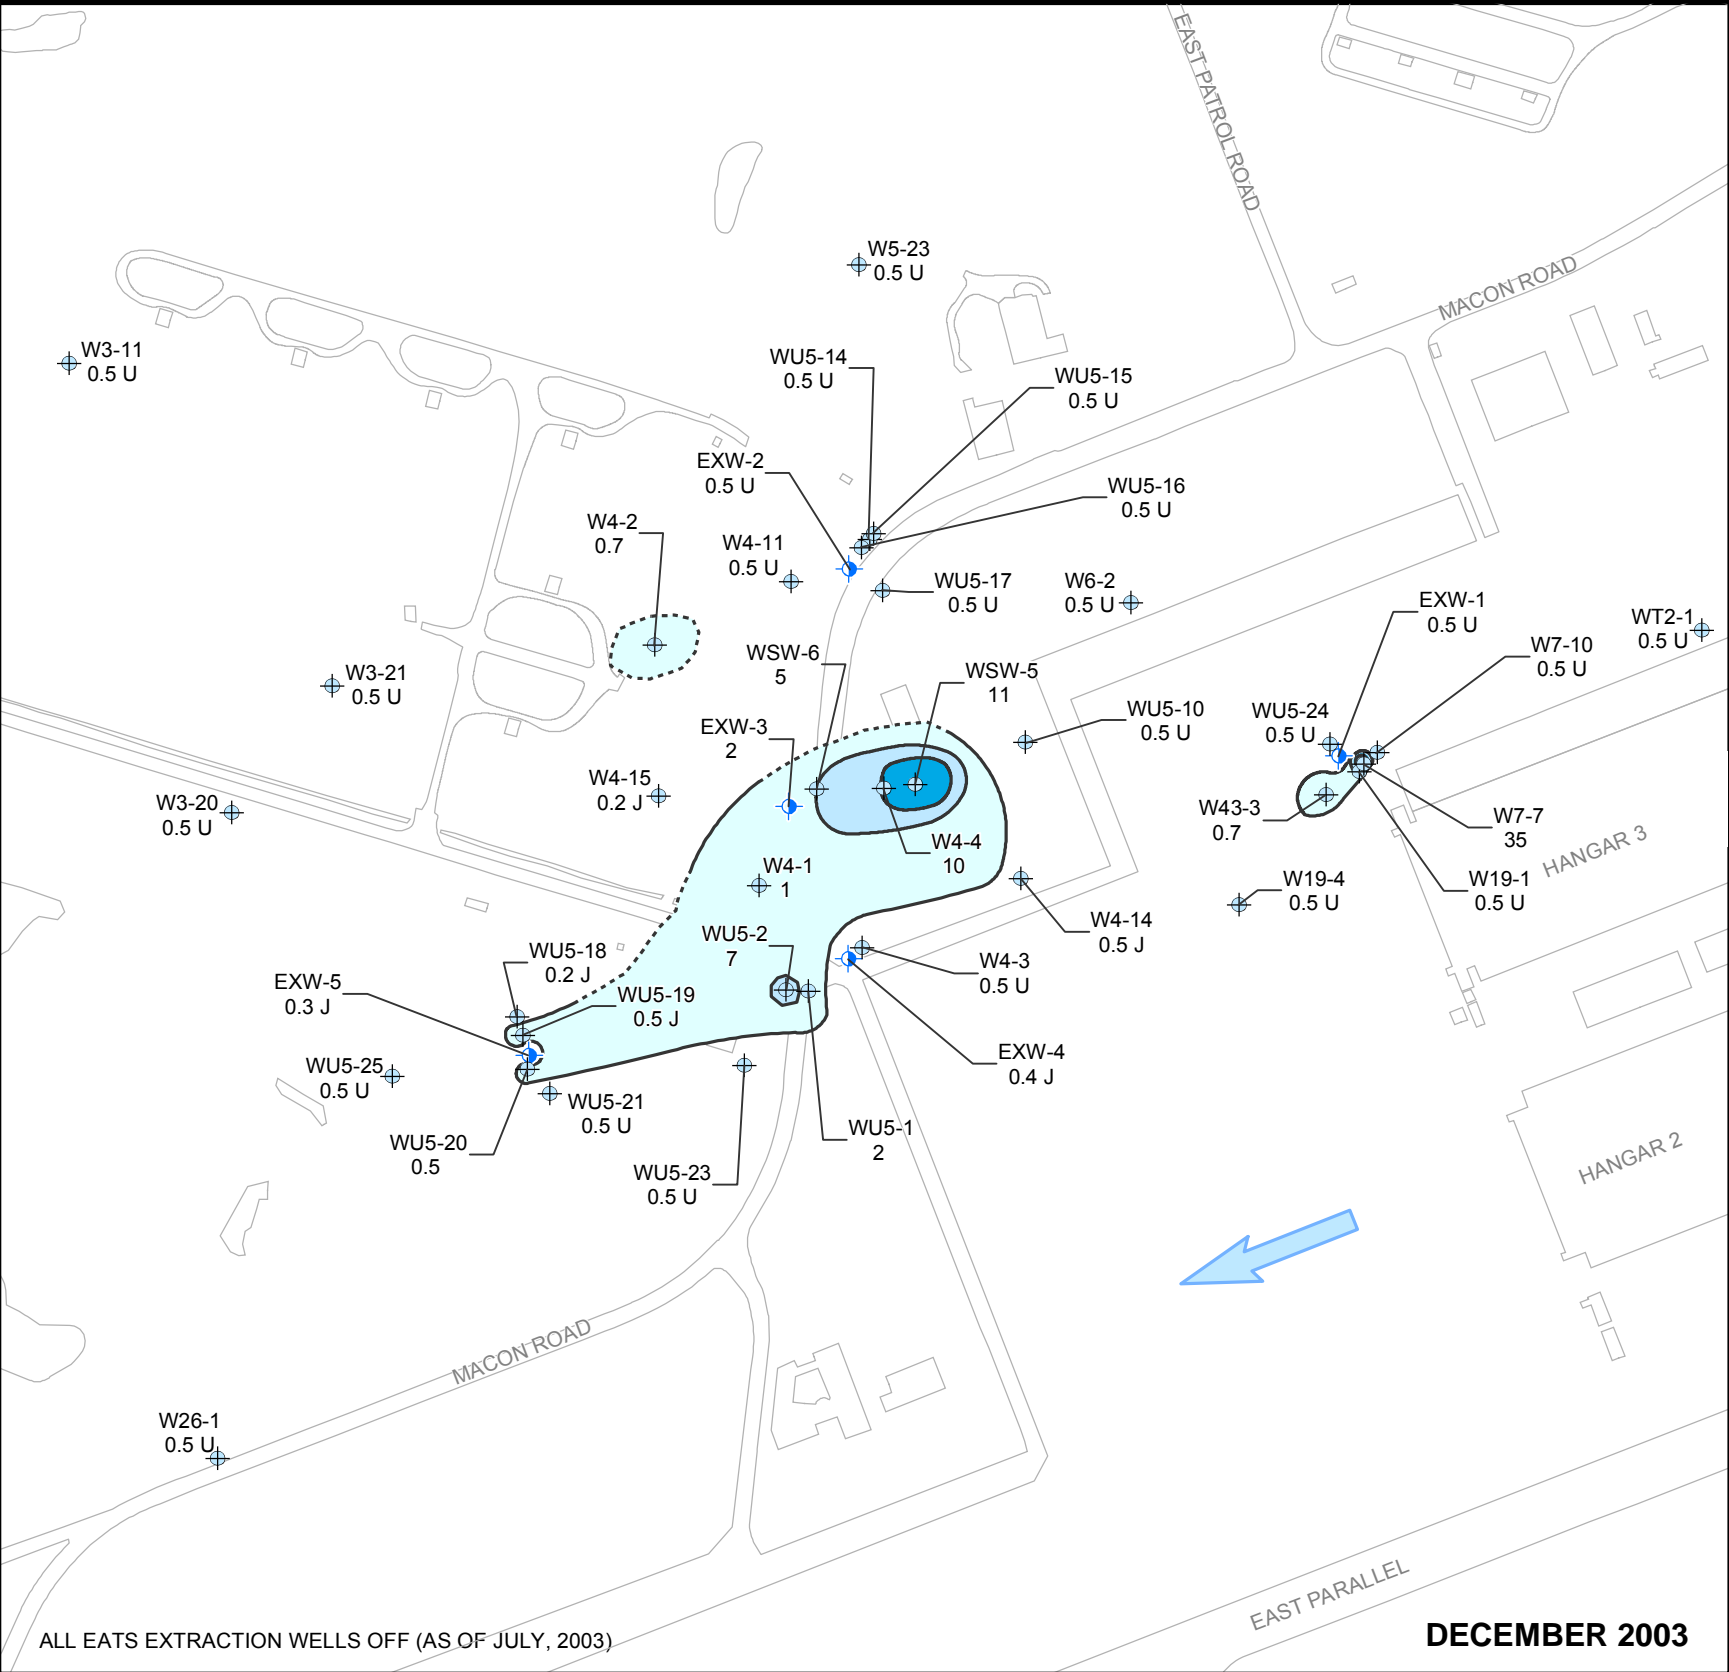 EAST PATROL ROAD
W5-23
0.5 U
MACON ROAD
W3-11
0.5 U
WU5-14
0.5 U
WU5-15
0.5 U
EXW-2
0.5 U
WU5-16
0.5 U
W4-2
0.7
W4-11
0.5 U
WU5-17
0.5 U
W6-2
0.5 U
EXW-1
0.5 U
WT2-1
0.5 U
W7-10
0.5 U
W3-21
0.5 U
WSW-6
5
WSW-5
11
WU5-10
0.5 U
WU5-24
0.5 U
EXW-3
2
W4-15
0.2 J
W3-20
0.5 U
W43-3
0.7
W7-7
35
HANGAR 3
W4-4
10
W4-1
1
W19-4
0.5 U
W19-1
0.5 U
W4-14
0.5 J
WU5-2
7
WU5-18
0.2 J
W4-3
0.5 U
EXW-5
0.3 J
WU5-19
0.5 J
EXW-4
0.4 J
WU5-25
0.5 U
WU5-21
0.5 U
WU5-20
0.5
WU5-1
2
WU5-23
0.5 U
HANGAR 2
MACON ROAD
W26-1
0.5 U
EAST PARALLEL
ALL EATS EXTRACTION WELLS OFF (AS OF JULY, 2003)
DECEMBER 2003